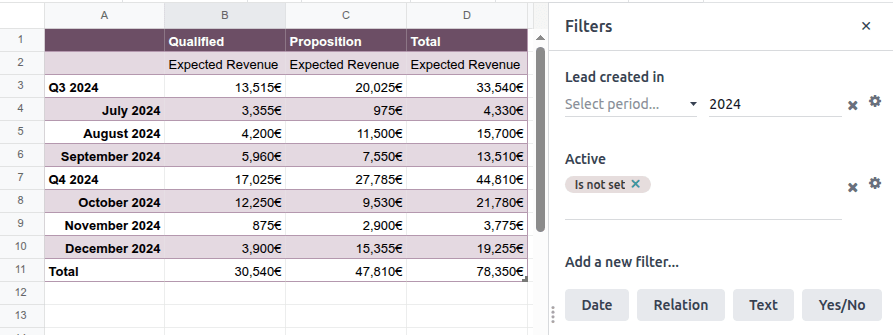 A B C D
1 Qualified Proposition Total
2 Expected Revenue Expected Revenue Expected Revenue
3 Q3 2024 13,515€ 20,025€ 33,540€
4 July 2024 3,355€ 975€ 4,330€
5 August 2024 4,200€ 11,500€ 15,700€
6 September 2024 5,960€ 7,550€ 13,510€
7 Q4 2024 17,025€ 27,785€ 44,810€
8 October 2024 12,250€ 9,530€ 21,780€
9 November 2024 875€ 2,900€ 3,775€
10 December 2024 3,900€ 15,355€ 19,255€
11 Total 30,540€ 47,810€ 78,350€
12
13
Filters ×
Lead created in
Select period... 2024
Active
Is not set ×
Add a new filter...
Date Relation Text Yes/No